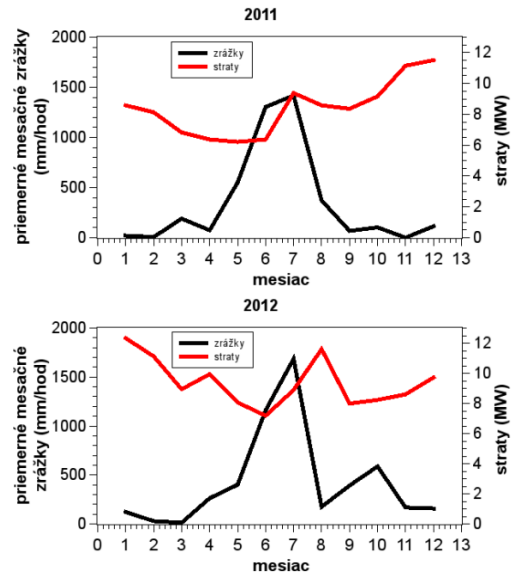 2011
priemerné mesačné zrážky
(mm/hod)
2000
1500
1000
500
0
zrážky
straty
12
10
8
6
4
2
0
straty (MW)
0 1 2 3 4 5 6 7 8 9 10 11 12 13
mesiac
2012
priemerné mesačné
zrážky (mm/hod)
2000
1500
1000
500
0
zrážky
straty
12
10
8
6
4
2
0
straty (MW)
0 1 2 3 4 5 6 7 8 9 10 11 12 13
mesiac